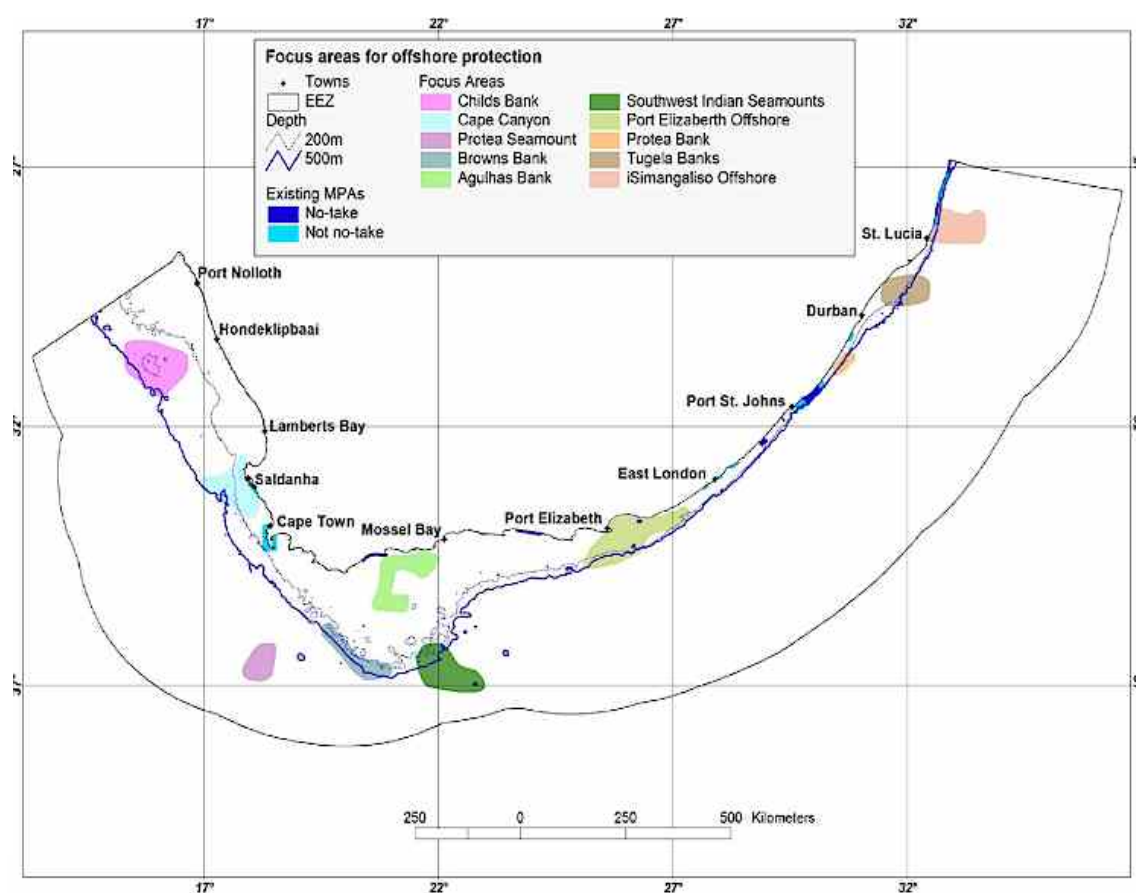 17°
22°
27°
32°
Focus areas for offshore protection
Towns
EEZ
Depth
200m
500m
Existing MPAs
No-take
Not no-take
Focus Areas
Childs Bank
Cape Canyon
Protea Seamount
Browns Bank
Agulhas Bank
Southwest Indian Seamounts
Port Elizaberth Offshore
Protea Bank
Tugela Banks
iSimangaliso Offshore
St. Lucia
Port Nolloth
Durban
Hondeklipbaai
Port St. Johns
Lamberts Bay
East London
Saldanha
Cape Town
Mossel Bay
Port Elizabeth
250
0
250
500 Kilometers
17°
22°
27°
32°